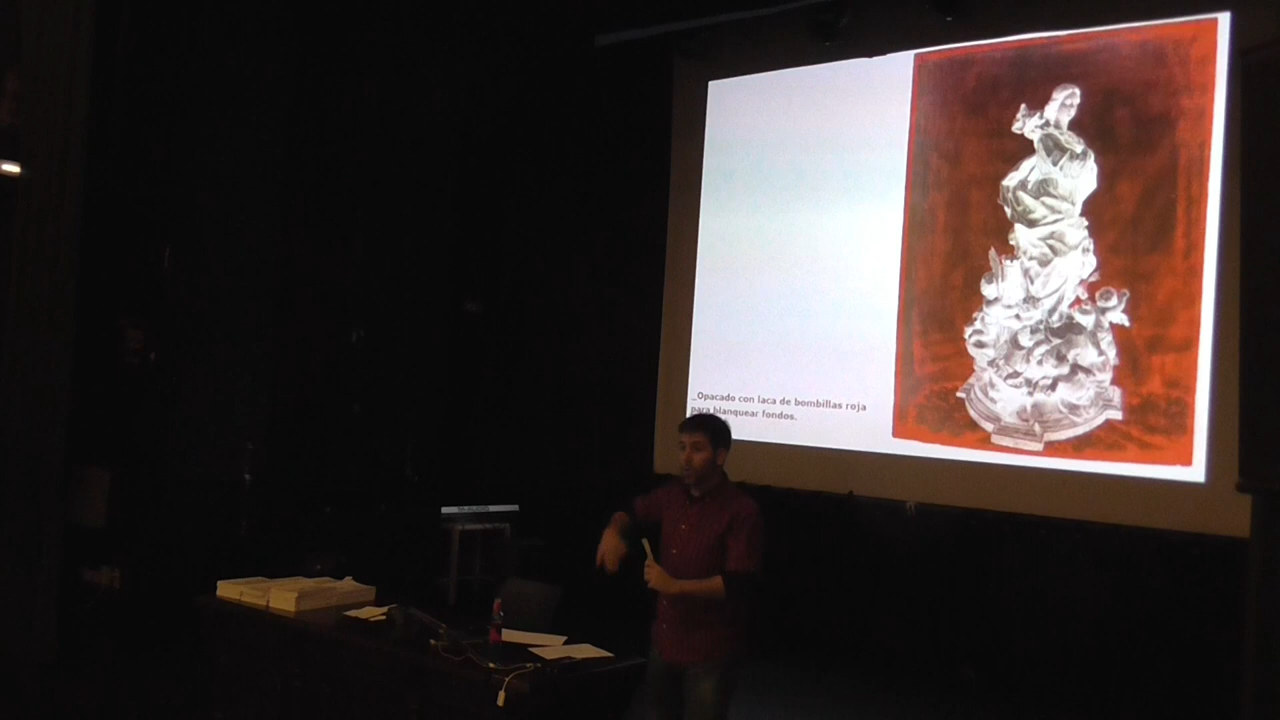 _Opacado con laca de bombillas roja
para blanquear fondos.